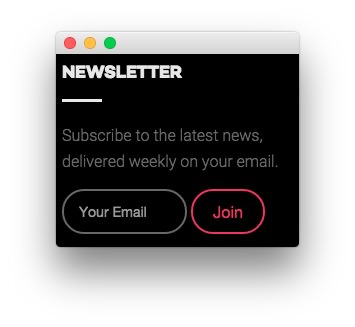 NEWSLETTER
Subscribe to the latest news,
delivered weekly on your email.
Your Email
Join